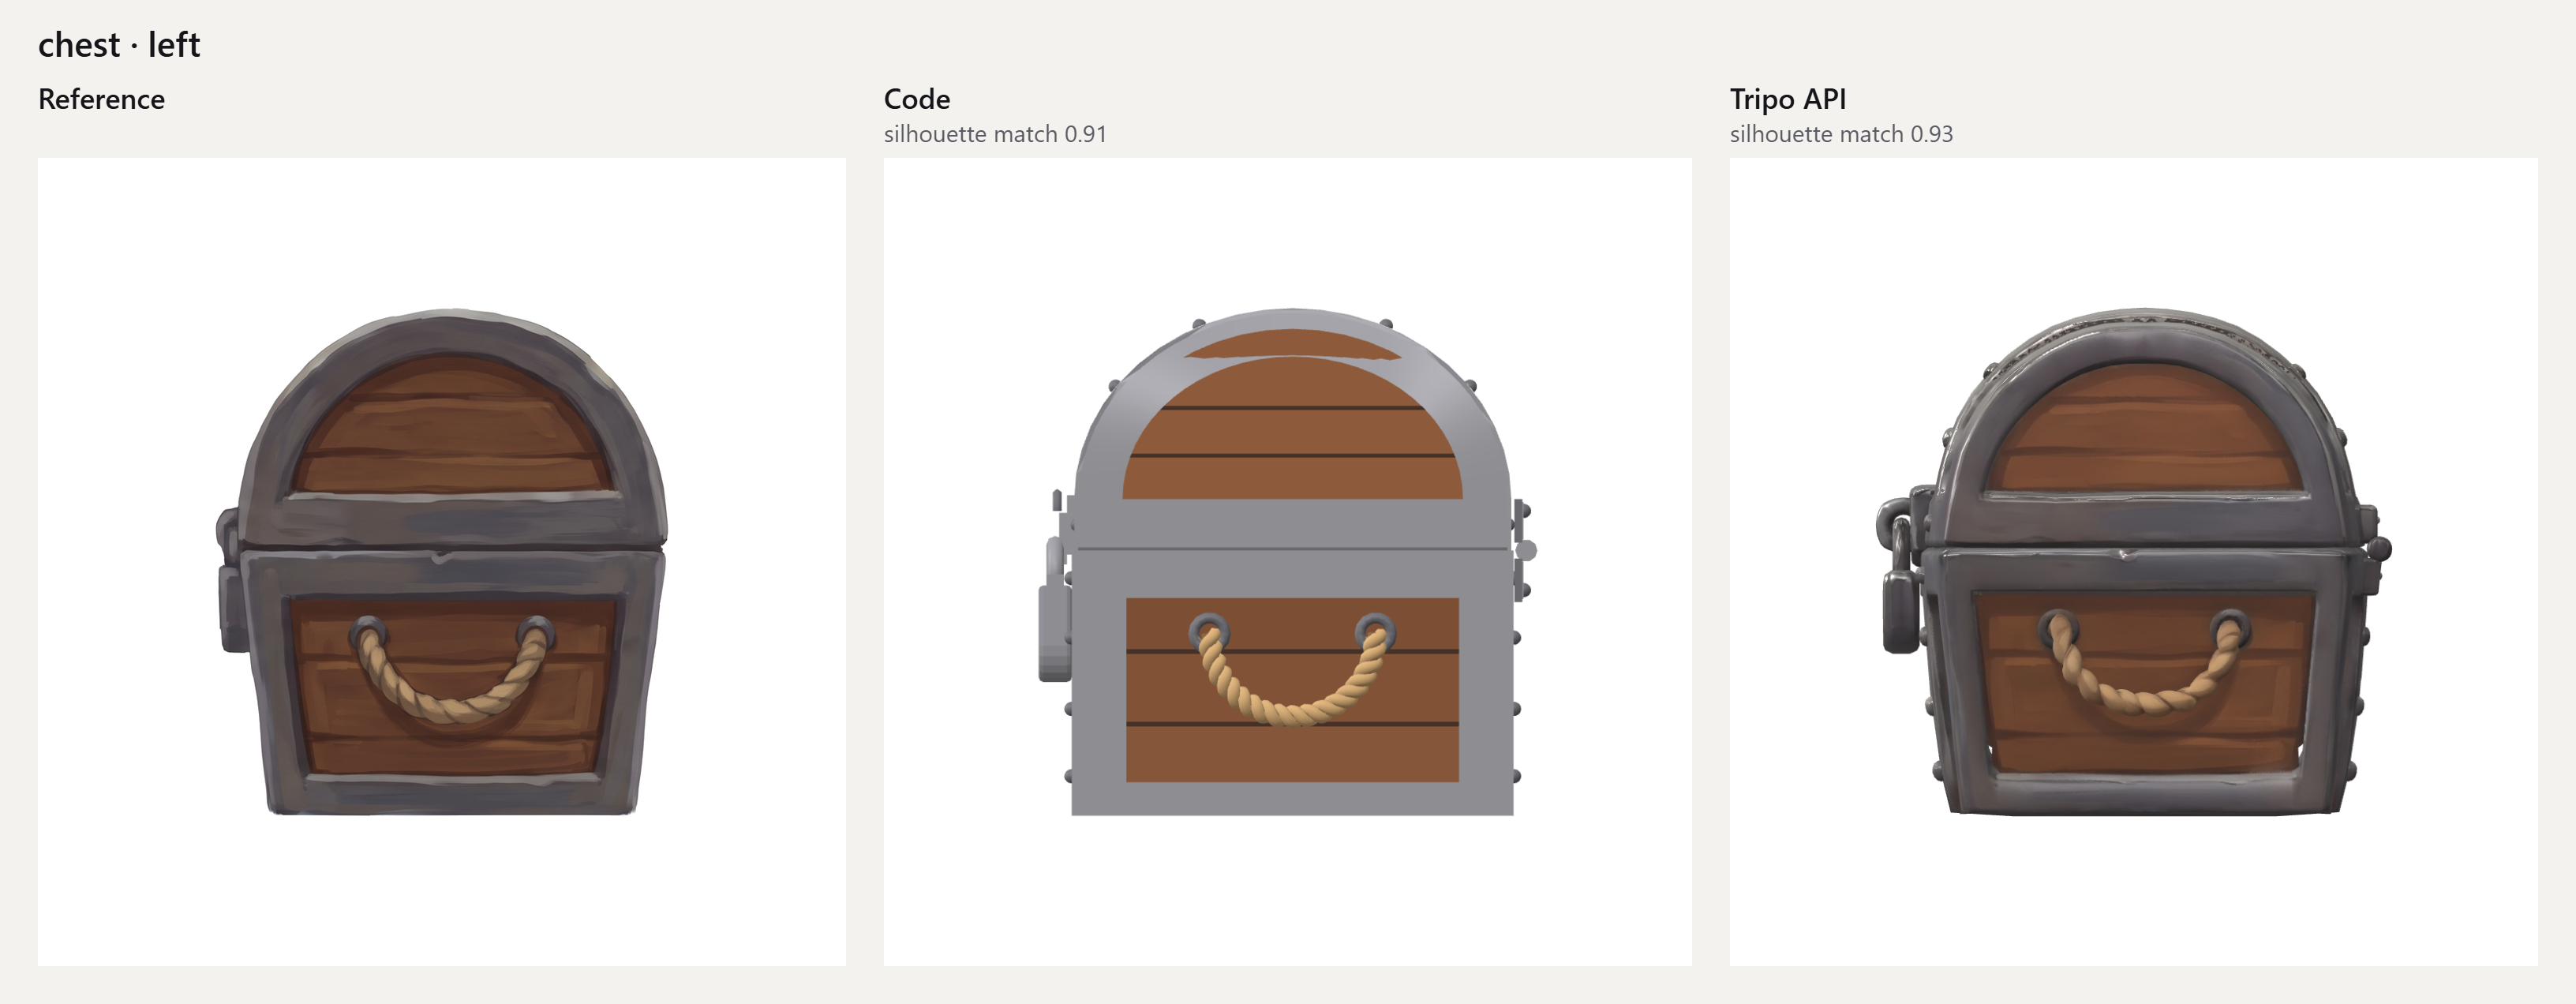 chest · left
Reference
Code
silhouette match 0.91
Tripo API
silhouette match 0.93